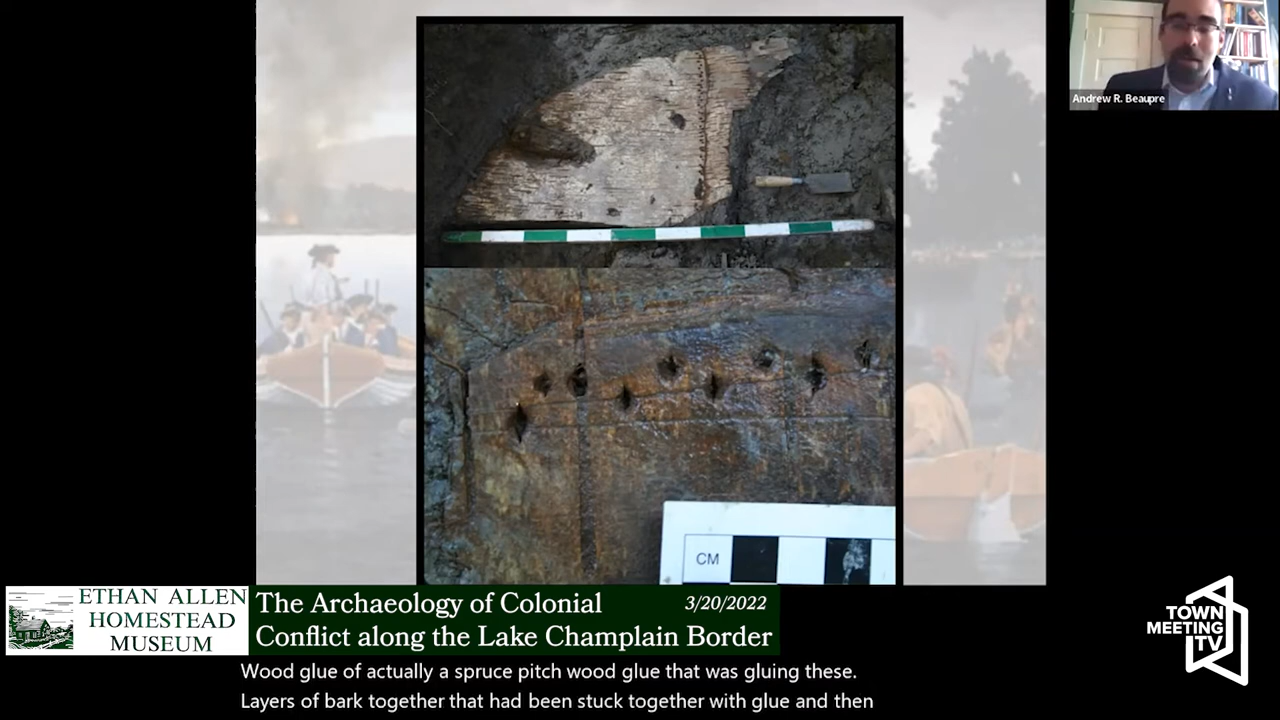 Andrew R. Beaupre
CM
ETHAN ALLEN
HOMESTEAD
MUSEUM
The Archaeology of Colonial
3/20/2022
Conflict along the Lake Champlain Border
TOWN
MEETING
TV
Wood glue of actually a spruce pitch wood glue that was gluing these.
Layers of bark together that had been stuck together with glue and then